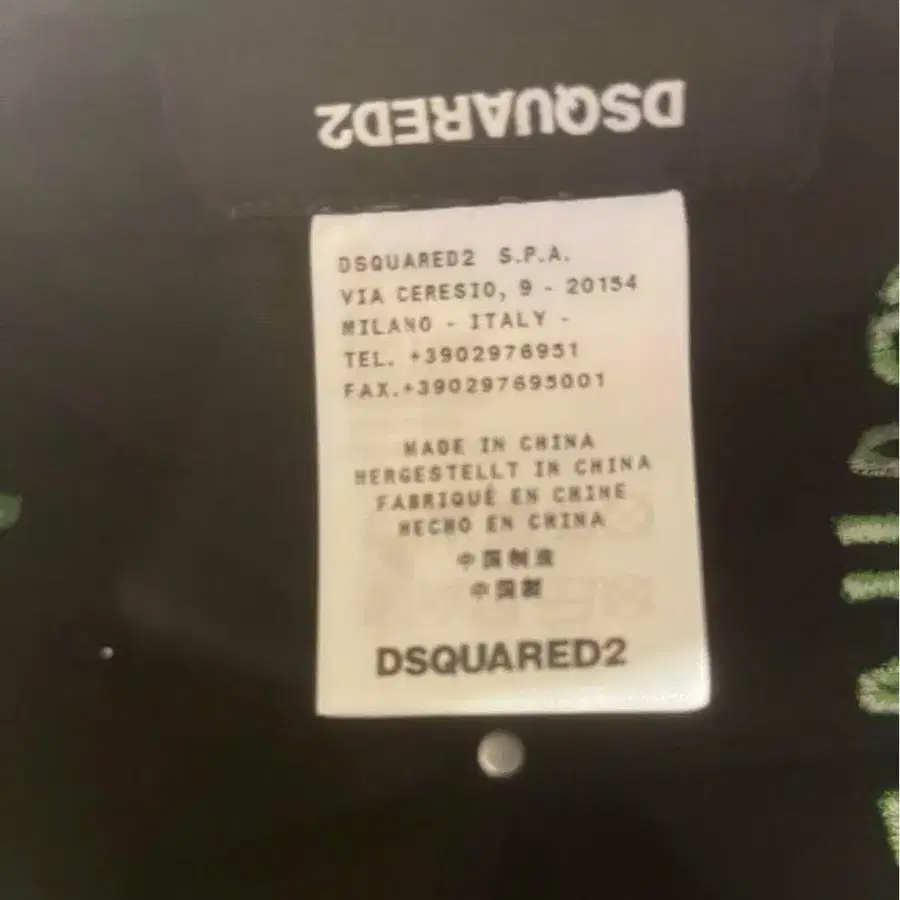 DSQUARED2
DSQUARED2 S.P.A.
VIA CERESIO, 9 - 20154
MILANO - ITALY -
TEL. +3902976951
FAX.+390297695001
MADE IN CHINA
HERGESTELLT IN CHINA
FABRIQUÉ EN CHINE
HECHO EN CHINA
中国制造
中国製
DSQUARED2